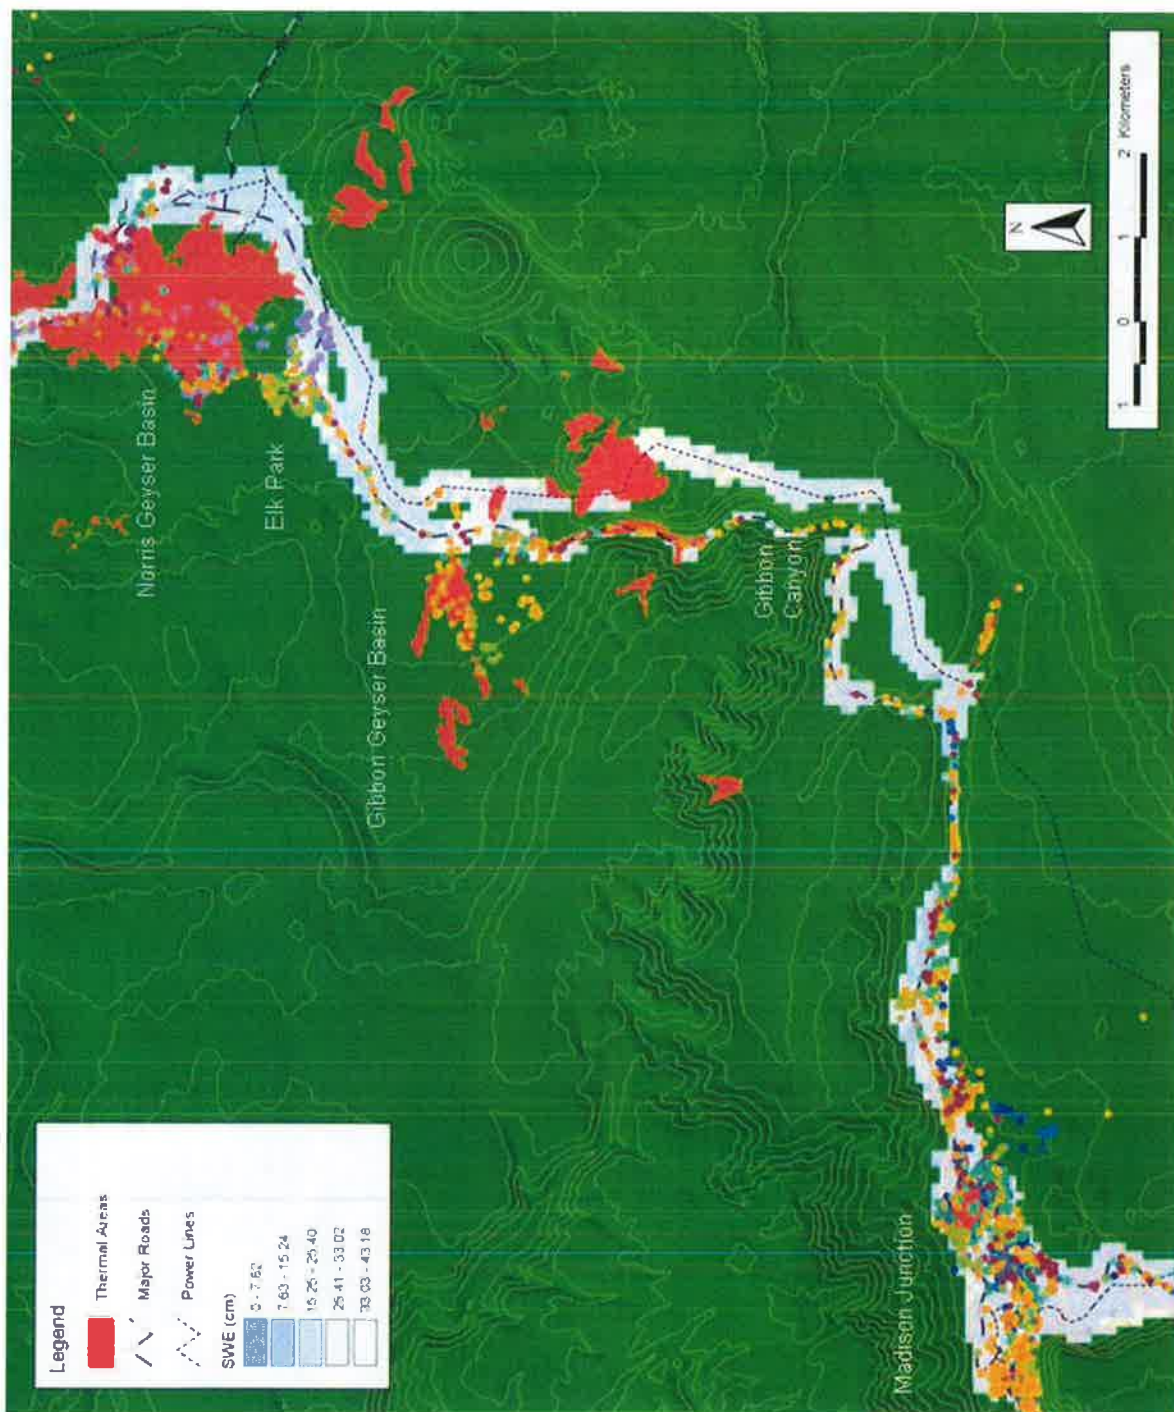 Legend
Thermal Areas
Major Roads
Power Lines
SWE (cm)
0 - 7.62
7.63 - 15.24
15.25 - 25.40
25.41 - 33.02
33.03 - 43.18
Norris Geyser Basin
Elk Park
Gibbon Geyser Basin
Gibbon
Canyon
Madison Junction
N
1 0 1 2 Kilometers